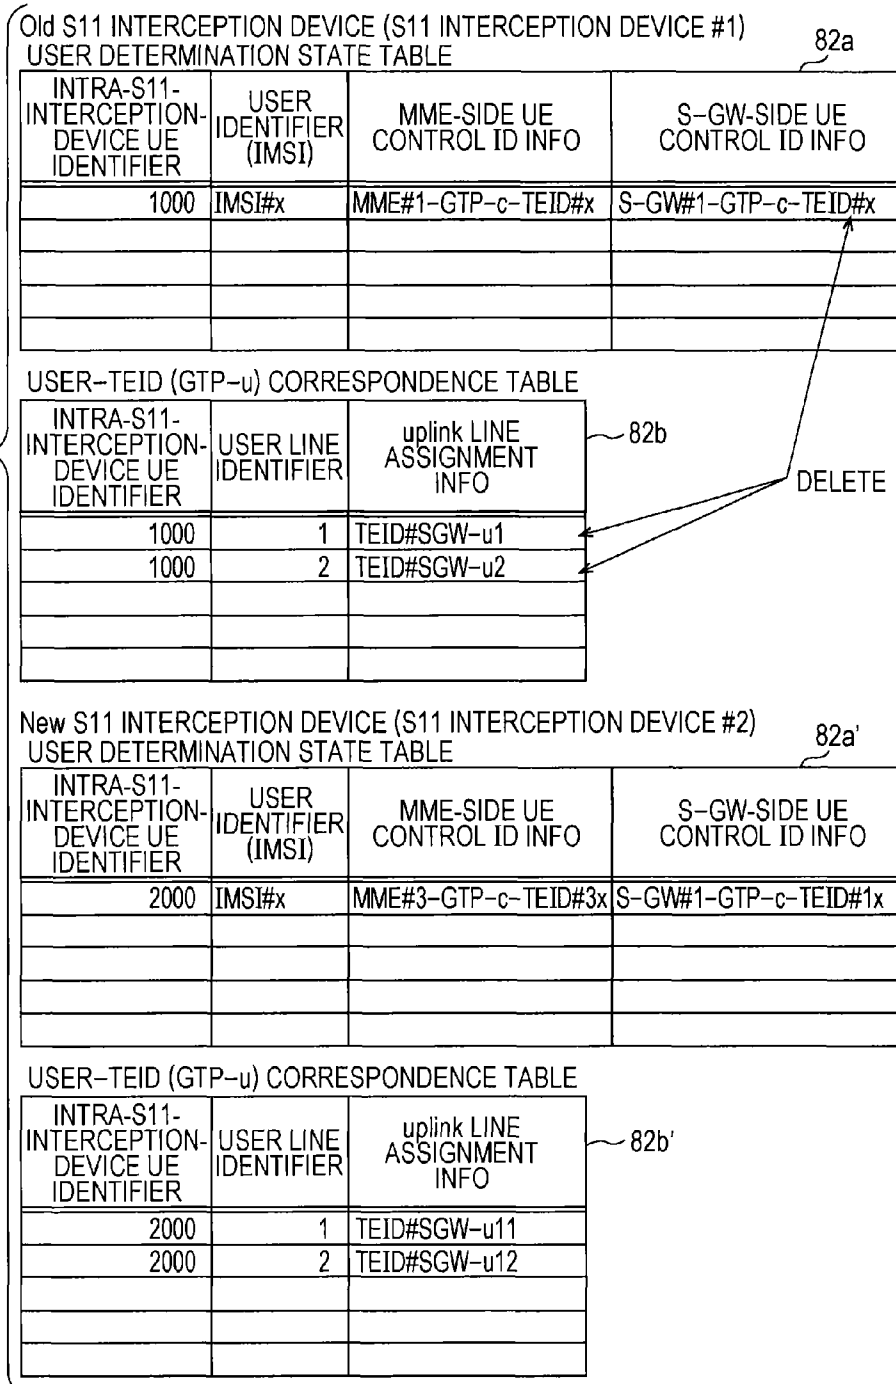 Old S11 INTERCEPTION DEVICE (S11 INTERCEPTION DEVICE #1)
USER DETERMINATION STATE TABLE
82a
INTRA-S11-
INTERCEPTION-
DEVICE UE
IDENTIFIER
USER
IDENTIFIER
(IMSI)
MME-SIDE UE
CONTROL ID INFO
S-GW-SIDE UE
CONTROL ID INFO
1000 IMSI#x MME#1-GTP-c-TEID#x S-GW#1-GTP-c-TEID#x
USER-TEID (GTP-u) CORRESPONDENCE TABLE
INTRA-S11-
INTERCEPTION-
DEVICE UE
IDENTIFIER
USER LINE
IDENTIFIER
uplink LINE
ASSIGNMENT
INFO
82b
DELETE
1000 1 TEID#SGW-u1
1000 2 TEID#SGW-u2
New S11 INTERCEPTION DEVICE (S11 INTERCEPTION DEVICE #2)
USER DETERMINATION STATE TABLE
82a'
INTRA-S11-
INTERCEPTION-
DEVICE UE
IDENTIFIER
USER
IDENTIFIER
(IMSI)
MME-SIDE UE
CONTROL ID INFO
S-GW-SIDE UE
CONTROL ID INFO
2000 IMSI#x MME#3-GTP-c-TEID#3x S-GW#1-GTP-c-TEID#1x
USER-TEID (GTP-u) CORRESPONDENCE TABLE
INTRA-S11-
INTERCEPTION-
DEVICE UE
IDENTIFIER
USER LINE
IDENTIFIER
uplink LINE
ASSIGNMENT
INFO
82b'
2000 1 TEID#SGW-u11
2000 2 TEID#SGW-u12